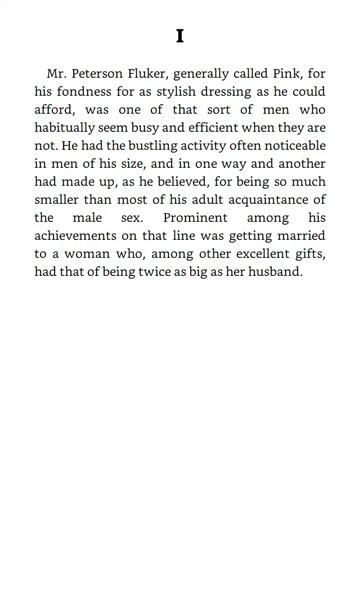 I
Mr. Peterson Fluker, generally called Pink, for
his fondness for as stylish dressing as he could
afford, was one of that sort of men who
habitually seem busy and efficient when they are
not. He had the bustling activity often noticeable
in men of his size, and in one way and another
had made up, as he believed, for being so much
smaller than most of his adult acquaintance of
the male sex. Prominent among his
achievements on that line was getting married
to a woman who, among other excellent gifts,
had that of being twice as big as her husband.